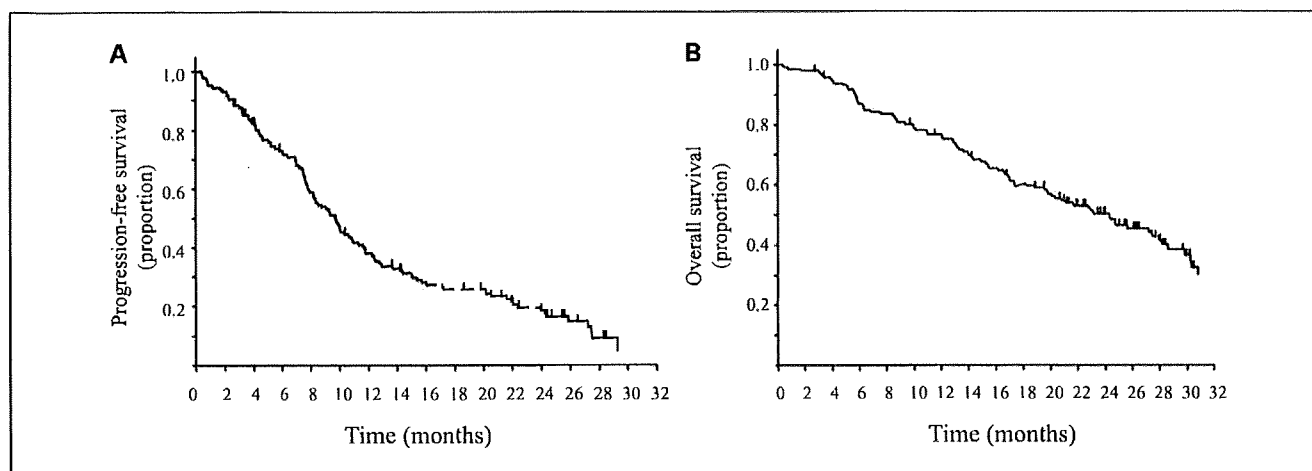 A
Progression-free survival
(proportion)
1.0
0.8
0.6
0.4
0.2
0 2 4 6 8 10 12 14 16 18 20 22 24 26 28 30 32
Time (months)
B
Overall survival
(proportion)
1.0
0.8
0.6
0.4
0.2
0 2 4 6 8 10 12 14 16 18 20 22 24 26 28 30 32
Time (months)